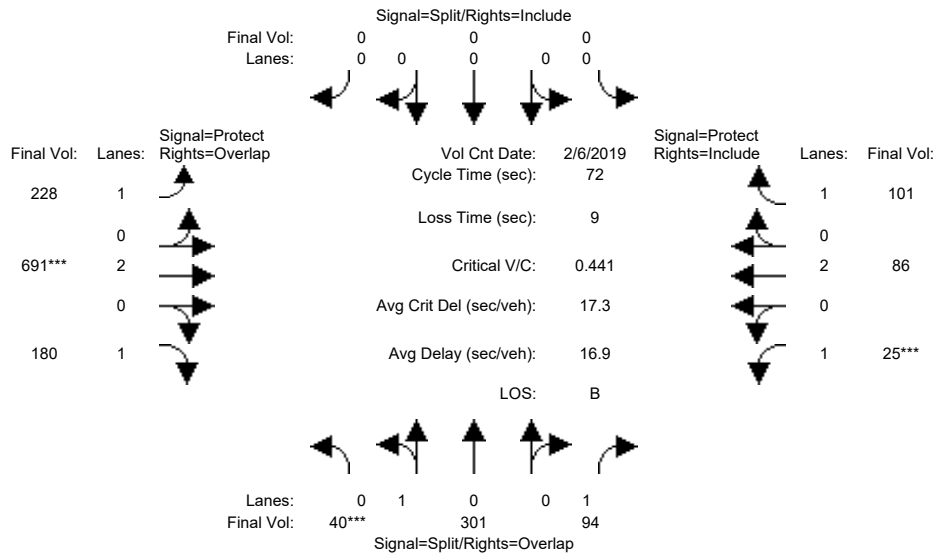 Signal=Split/Rights=Include
Final Vol: 0 0 0
Lanes: 0 0 0 0 0
Signal=Protect
Final Vol: Lanes: Rights=Overlap
Vol Cnt Date: 2/6/2019
Signal=Protect
Rights=Include Lanes: Final Vol:
Cycle Time (sec): 72
228 1
1 101
Loss Time (sec): 9
0
0
691*** 2
Critical V/C: 0.441
2 86
0
Avg Crit Del (sec/veh): 17.3
0
180 1
Avg Delay (sec/veh): 16.9
1 25***
LOS: B
Lanes: 0 1 0 0 1
Final Vol: 40*** 301 94
Signal=Split/Rights=Overlap